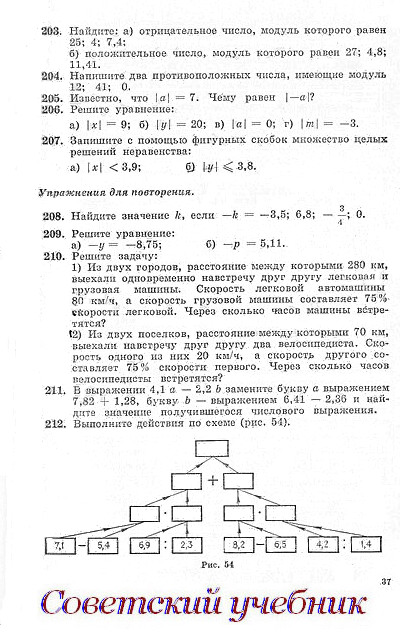 203. Найдите: а) отрицательное число, модуль которого равен
25; 4; 7,4;
б) положительное число, модуль которого равен 27; 4,8;
11,41.
204. Напишите два противоположных числа, имеющие модуль
12; 41; 0.
205. Известно, что |a| = 7. Чему равен |−a|?
206. Решите уравнение:
а) |x| = 9; б) |y| = 20; в) |a| = 0; г) |m| = −3.
207. Запишите с помощью фигурных скобок множество целых
решений неравенства:
а) |x| < 3,9; б) |y| ⩽ 3,8.
Упражнения для повторения.
208. Найдите значение k, если −k = −3,5; 6,8; −3/4; 0.
209. Решите уравнение:
а) −y = −8,75; б) −p = 5,11.
210. Решите задачу:
1) Из двух городов, расстояние между которыми 280 км,
выехали одновременно навстречу друг другу легковая и
грузовая машины. Скорость легковой автомашины
80 км/ч, а скорость грузовой машины составляет 75%
скорости легковой. Через сколько часов машины встре-
тятся?
2) Из двух поселков, расстояние между которыми 70 км,
выехали навстречу друг другу два велосипедиста. Ско-
рость одного из них 20 км/ч, а скорость другого со-
ставляет 75% скорости первого. Через сколько часов
велосипедисты встретятся?
211. В выражении 4,1 a − 2,2 b замените букву a выражением
7,82 + 1,28, букву b — выражением 6,41 − 2,36 и най-
дите значение получившегося числового выражения.
212. Выполните действия по схеме (рис. 54).
+
· ·
7,1 − 5,4 6,9 : 2,3 8,2 − 6,5 4,2 : 1,4
Рис. 54
37
Советский учебник